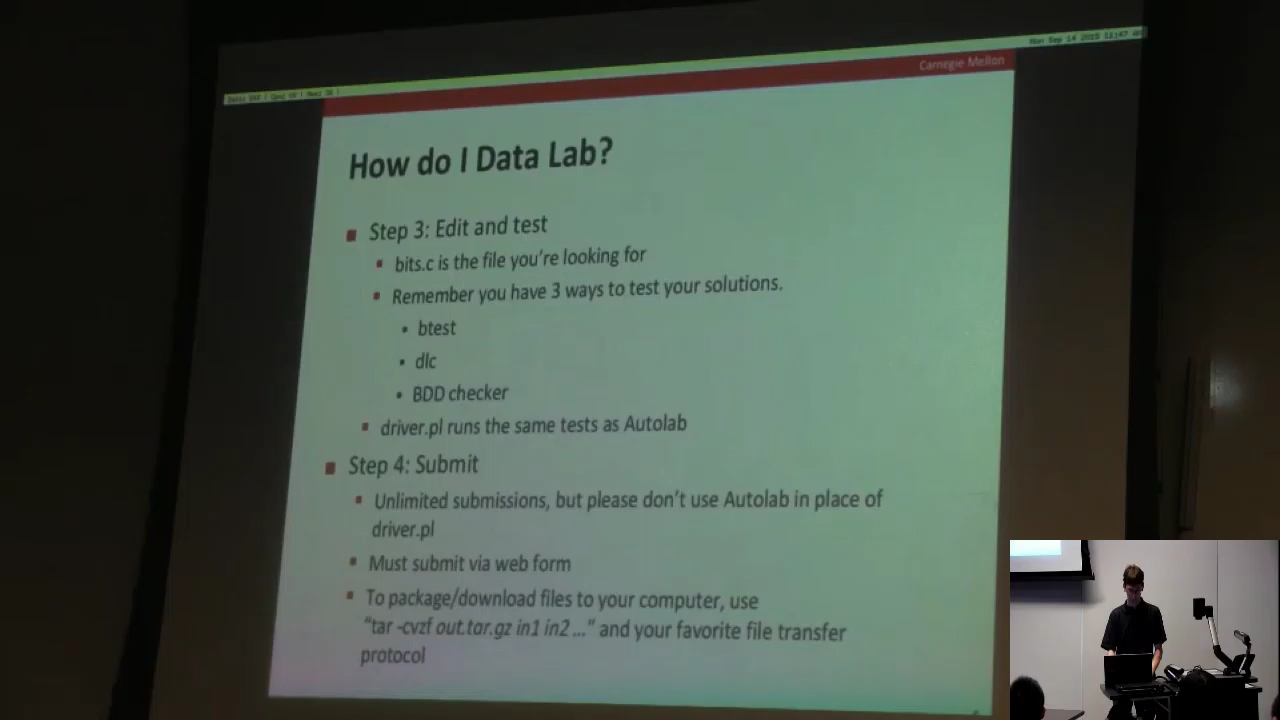 Mon Sep 14 2015
Carnegie Mellon
How do I Data Lab?
Step 3: Edit and test
bits.c is the file you're looking for
Remember you have 3 ways to test your solutions.
btest
dlc
BDD checker
driver.pl runs the same tests as Autolab
Step 4: Submit
Unlimited submissions, but please don't use Autolab in place of
driver.pl
Must submit via web form
To package/download files to your computer, use
"tar -cvzf out.tar.gz in1 in2 …" and your favorite file transfer
protocol